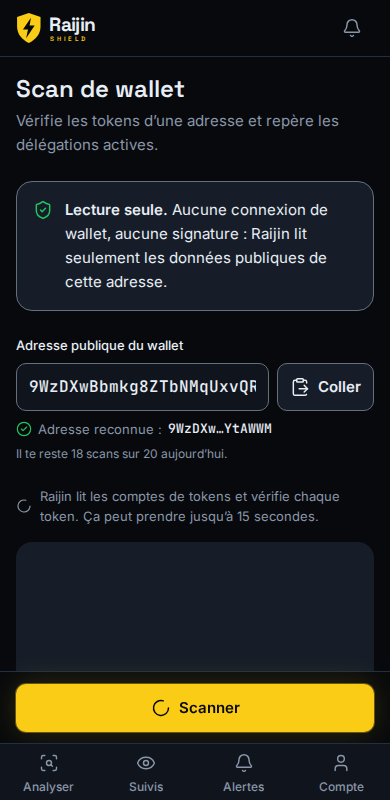 Raijin
SHIELD
Scan de wallet
Vérifie les tokens d’une adresse et repère les
délégations actives.
Lecture seule. Aucune connexion de
wallet, aucune signature : Raijin lit
seulement les données publiques de
cette adresse.
Adresse publique du wallet
9WzDXwBbmkg8ZTbNMqUxvQR
Coller
Adresse reconnue : 9WzDXw…YtAWWM
Il te reste 18 scans sur 20 aujourd’hui.
Raijin lit les comptes de tokens et vérifie chaque
token. Ça peut prendre jusqu’à 15 secondes.
Scanner
Analyser
Suivis
Alertes
Compte